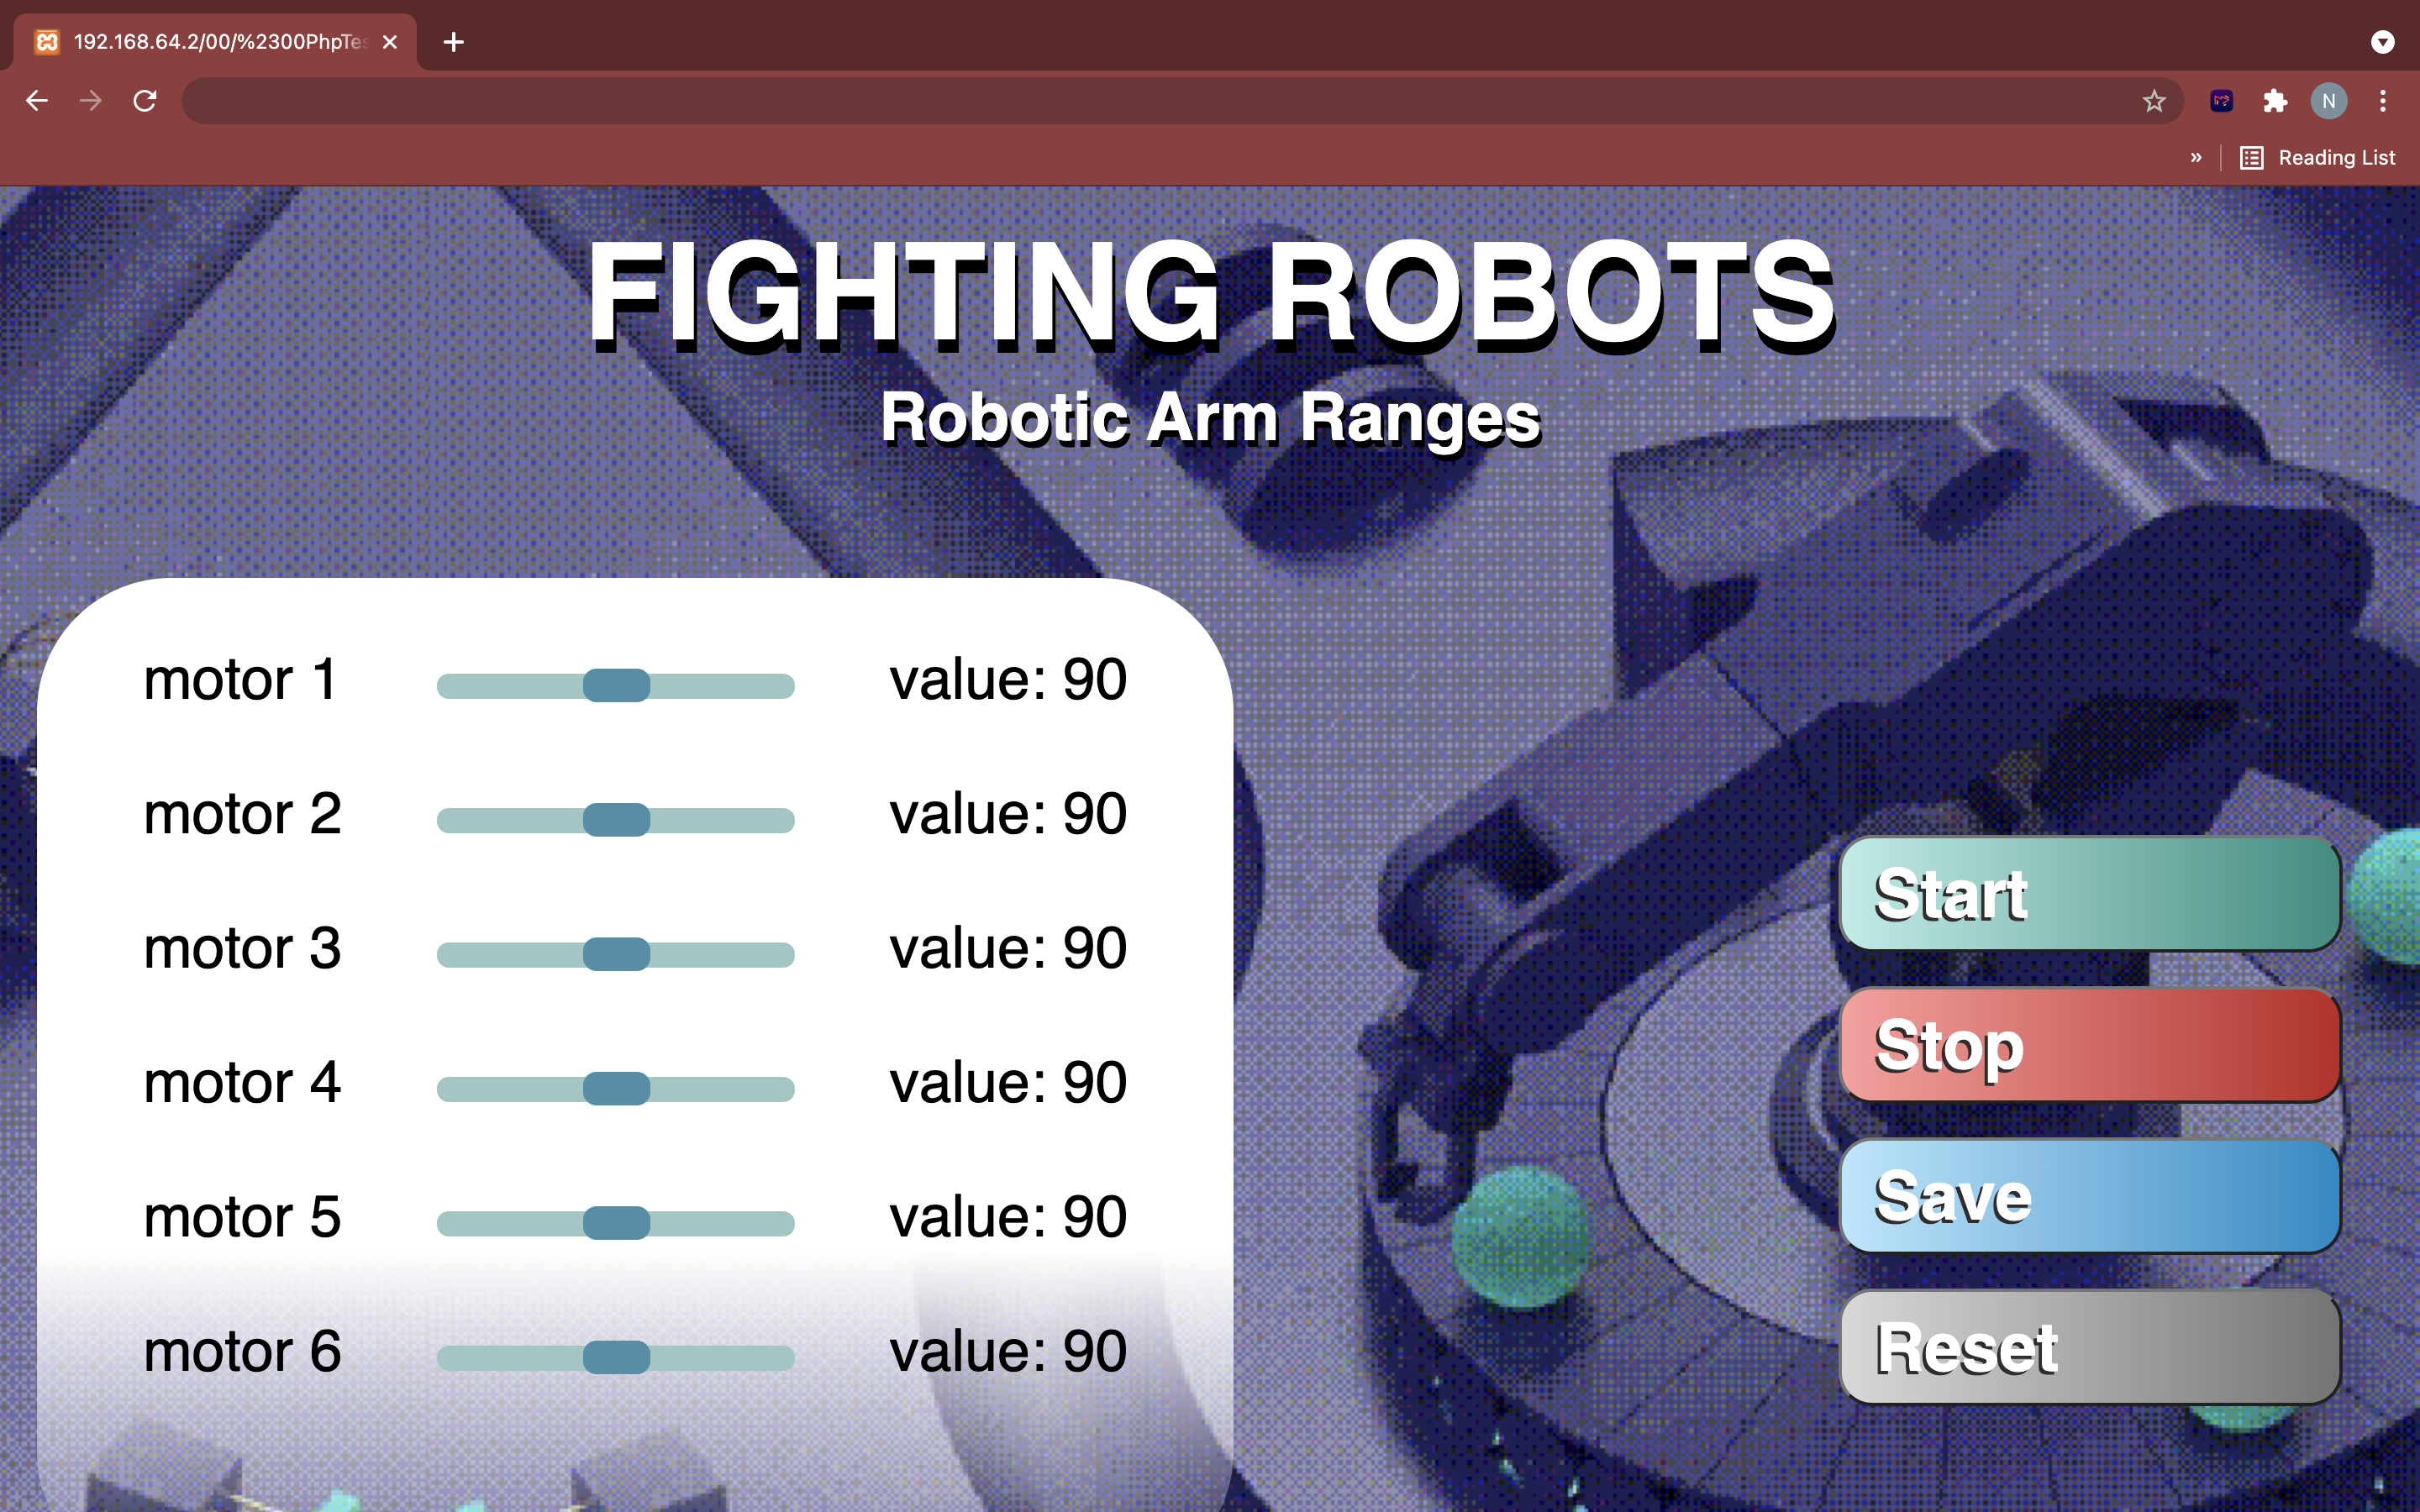 192.168.64.2/00/%2300PhpTes
N
» Reading List
FIGHTING ROBOTS
Robotic Arm Ranges
motor 1 value: 90
motor 2 value: 90
motor 3 value: 90
motor 4 value: 90
motor 5 value: 90
motor 6 value: 90
Start
Stop
Save
Reset